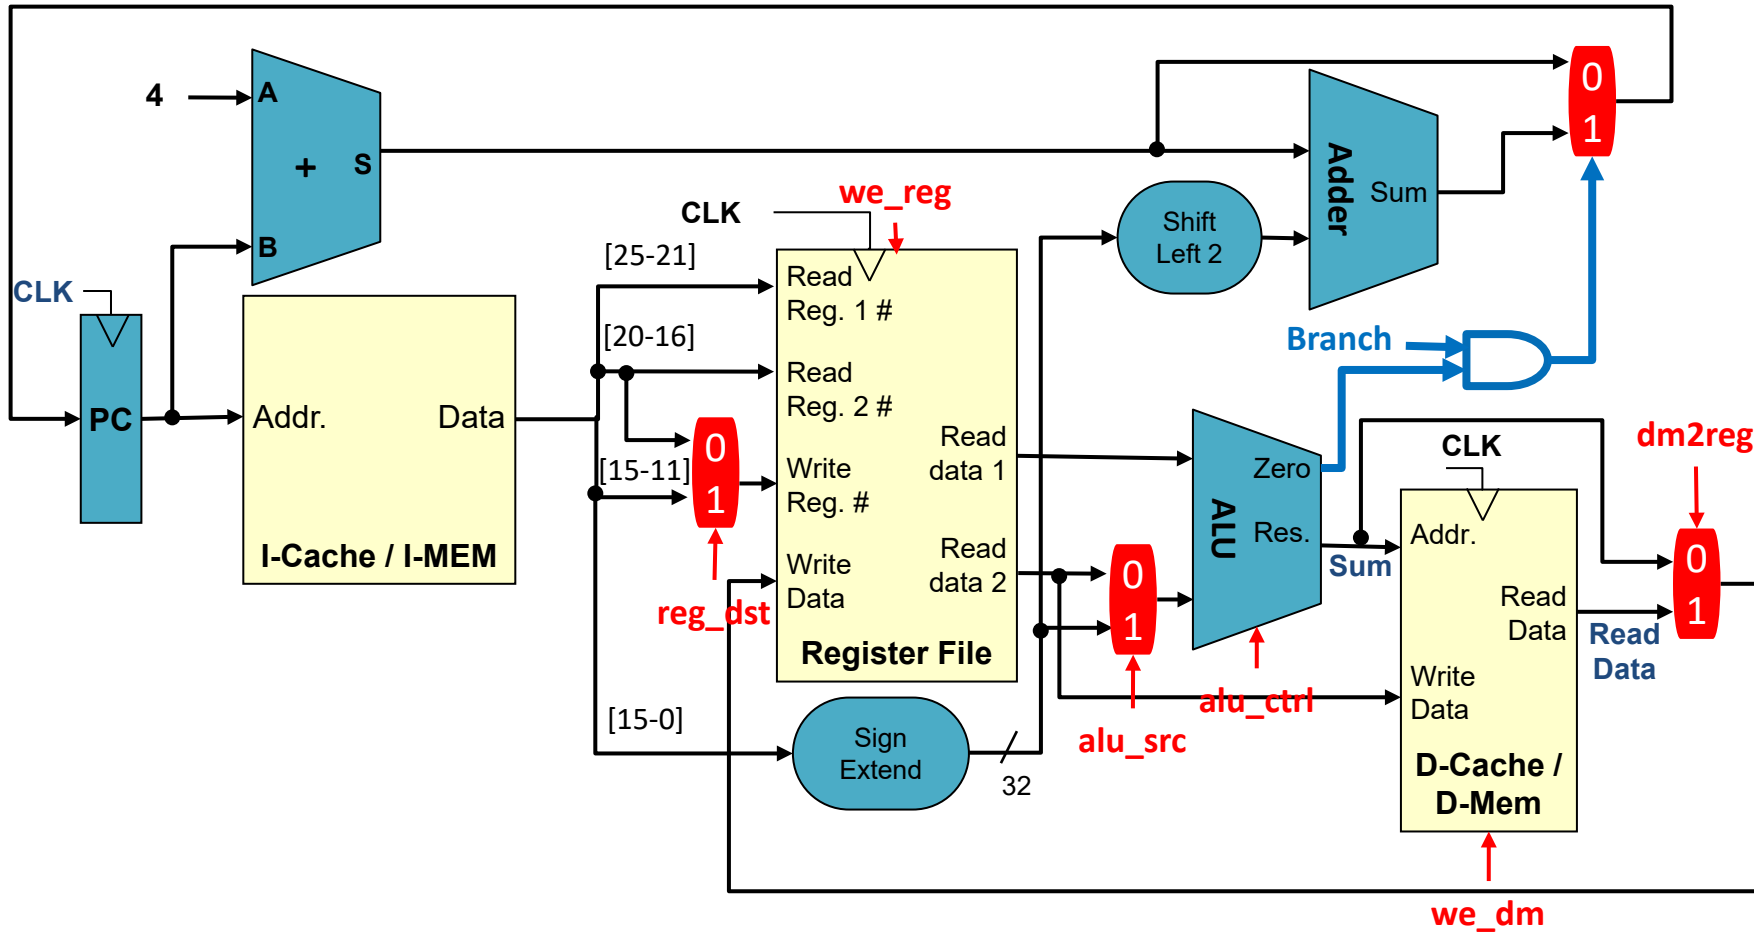 4
A
B
+
S
CLK
PC
Addr.
Data
I-Cache / I-MEM
[25-21]
[20-16]
[15-11]
[15-0]
0
1
reg_dst
CLK
we_reg
Read
Reg. 1 #
Read
Reg. 2 #
Write
Reg. #
Write
Data
Read
data 1
Read
data 2
Register File
Sign
Extend
32
Shift
Left 2
Adder
Sum
0
1
Branch
0
1
alu_src
ALU
Zero
Res.
alu_ctrl
Sum
CLK
Addr.
Read
Data
Write
Data
D-Cache /
D-Mem
we_dm
Read
Data
dm2reg
0
1